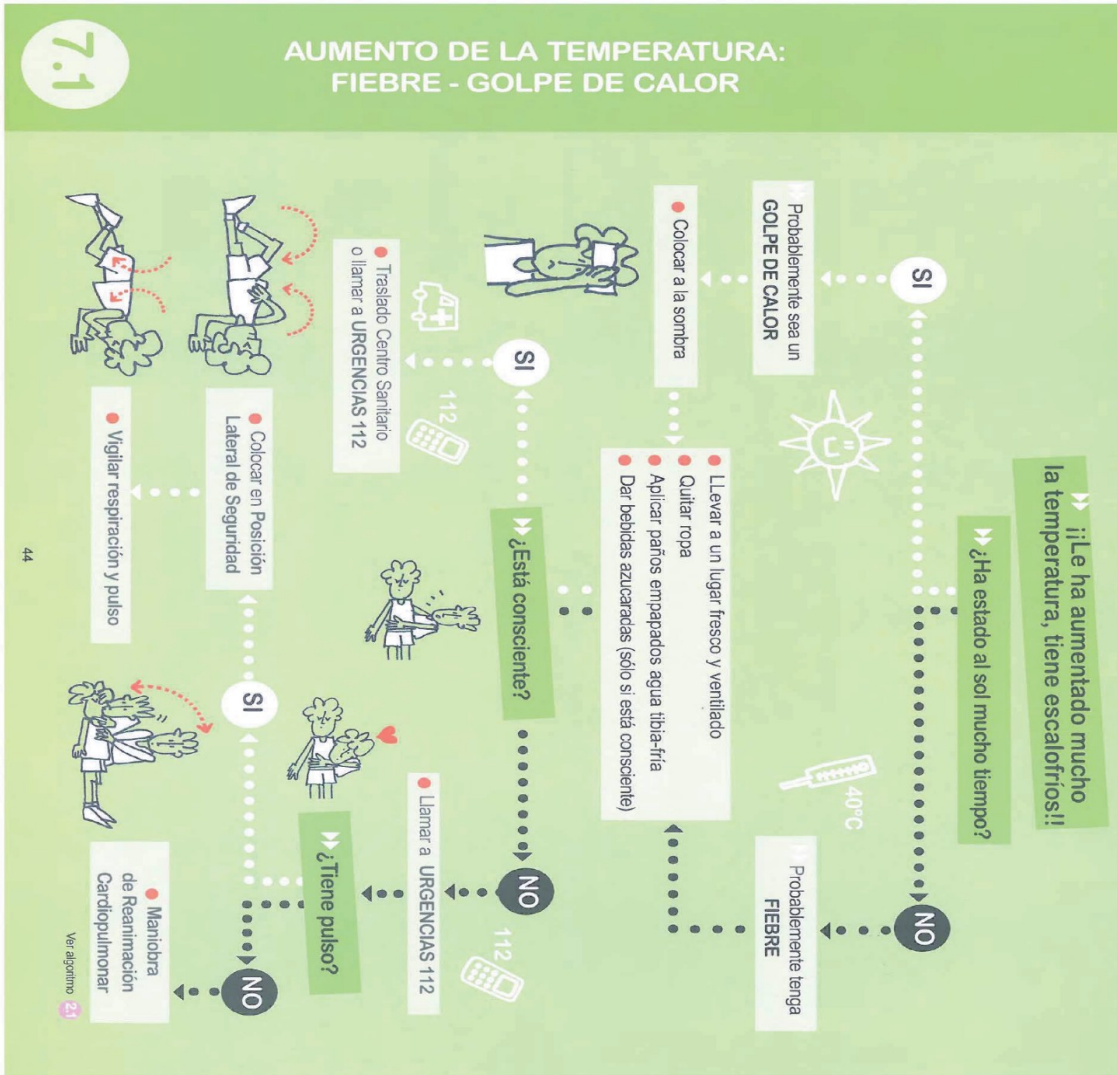 7.1
AUMENTO DE LA TEMPERATURA:
FIEBRE - GOLPE DE CALOR
¡¡Le ha aumentado mucho
la temperatura, tiene escalofríos!!
¿Ha estado al sol mucho tiempo?
SI
NO
Probablemente sea un
GOLPE DE CALOR
40ºC
Probablemente tenga
FIEBRE
Colocar a la sombra
LLevar a un lugar fresco y ventilado
Quitar ropa
Aplicar paños empapados agua tibia-fría
Dar bebidas azucaradas (sólo si está consciente)
¿Está consciente?
SI
NO
112
Traslado Centro Sanitario
o llamar a URGENCIAS 112
112
Llamar a URGENCIAS 112
¿Tiene pulso?
SI
NO
Colocar en Posición
Lateral de Seguridad
Vigilar respiración y pulso
Maniobra
de Reanimación
Cardiopulmonar
Ver algoritmo 2.1
44